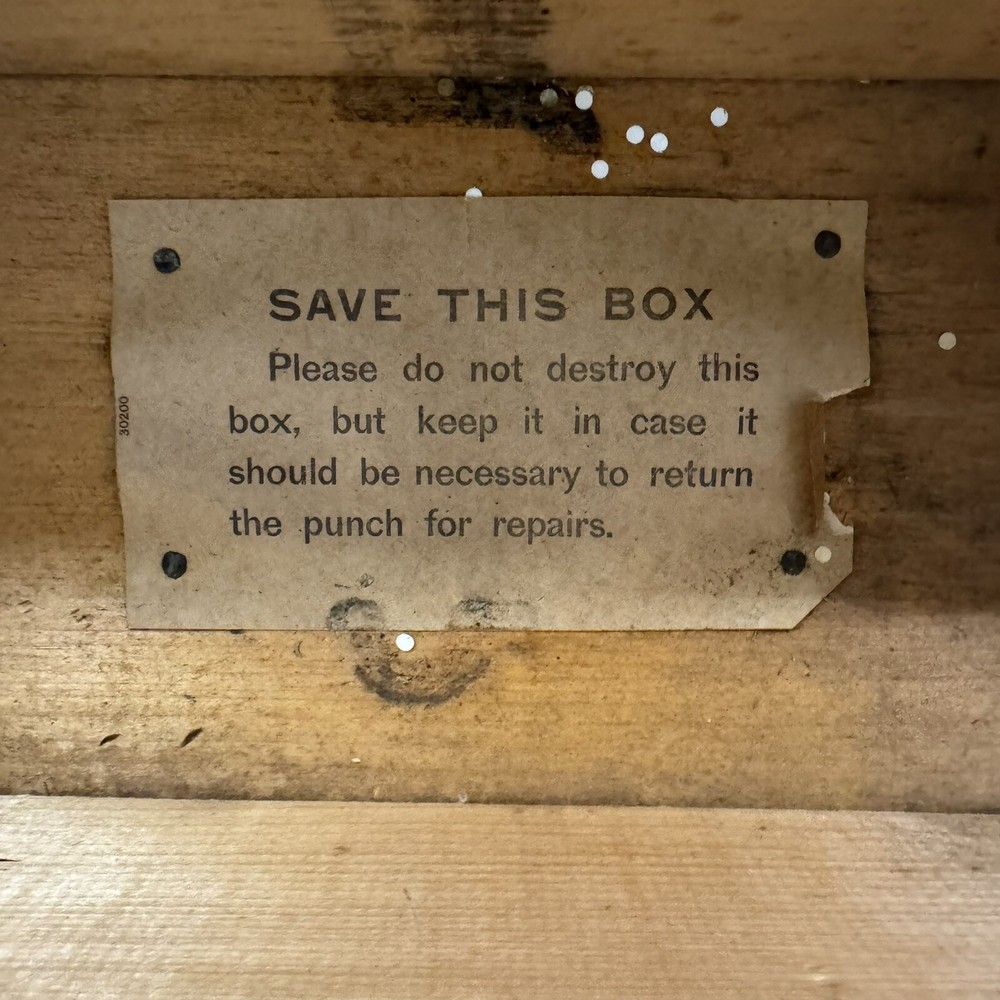 SAVE THIS BOX
Please do not destroy this
box, but keep it in case it
should be necessary to return
the punch for repairs.
30200